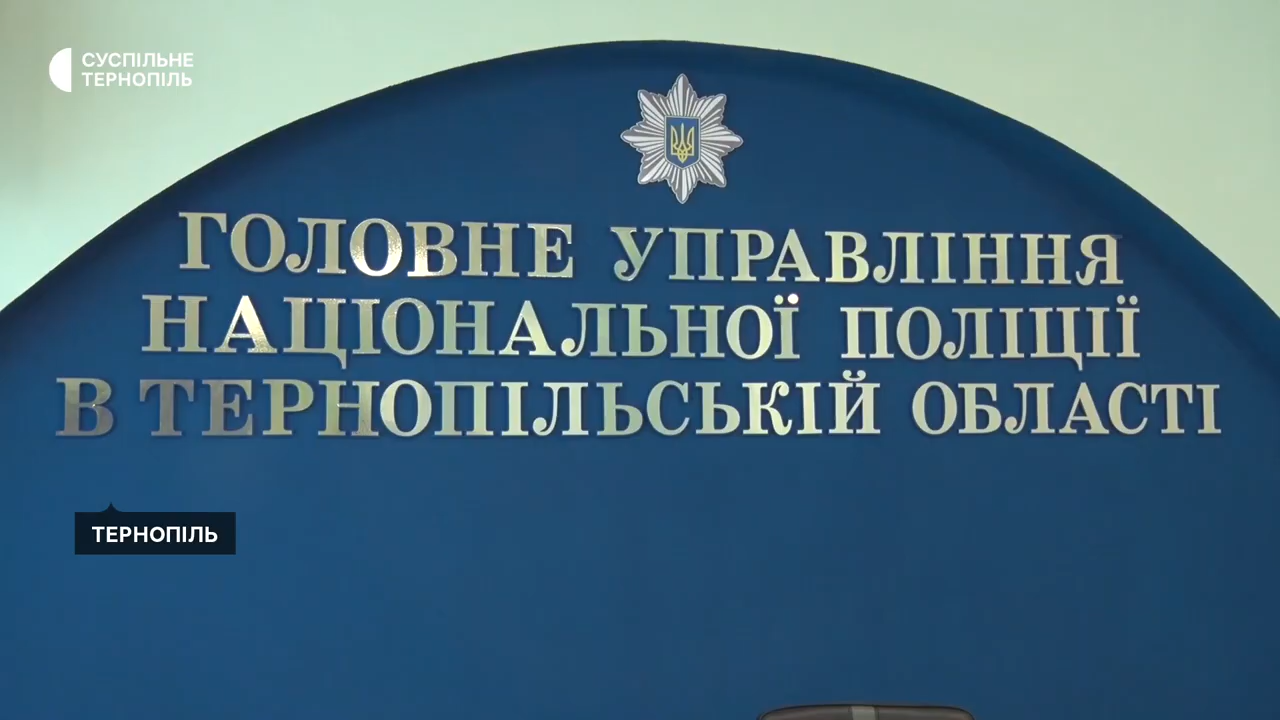 СУСПІЛЬНЕ
ТЕРНОПІЛЬ
ГОЛОВНЕ УПРАВЛІННЯ
НАЦІОНАЛЬНОЇ ПОЛІЦІЇ
В ТЕРНОПІЛЬСЬКІЙ ОБЛАСТІ
ТЕРНОПІЛЬ